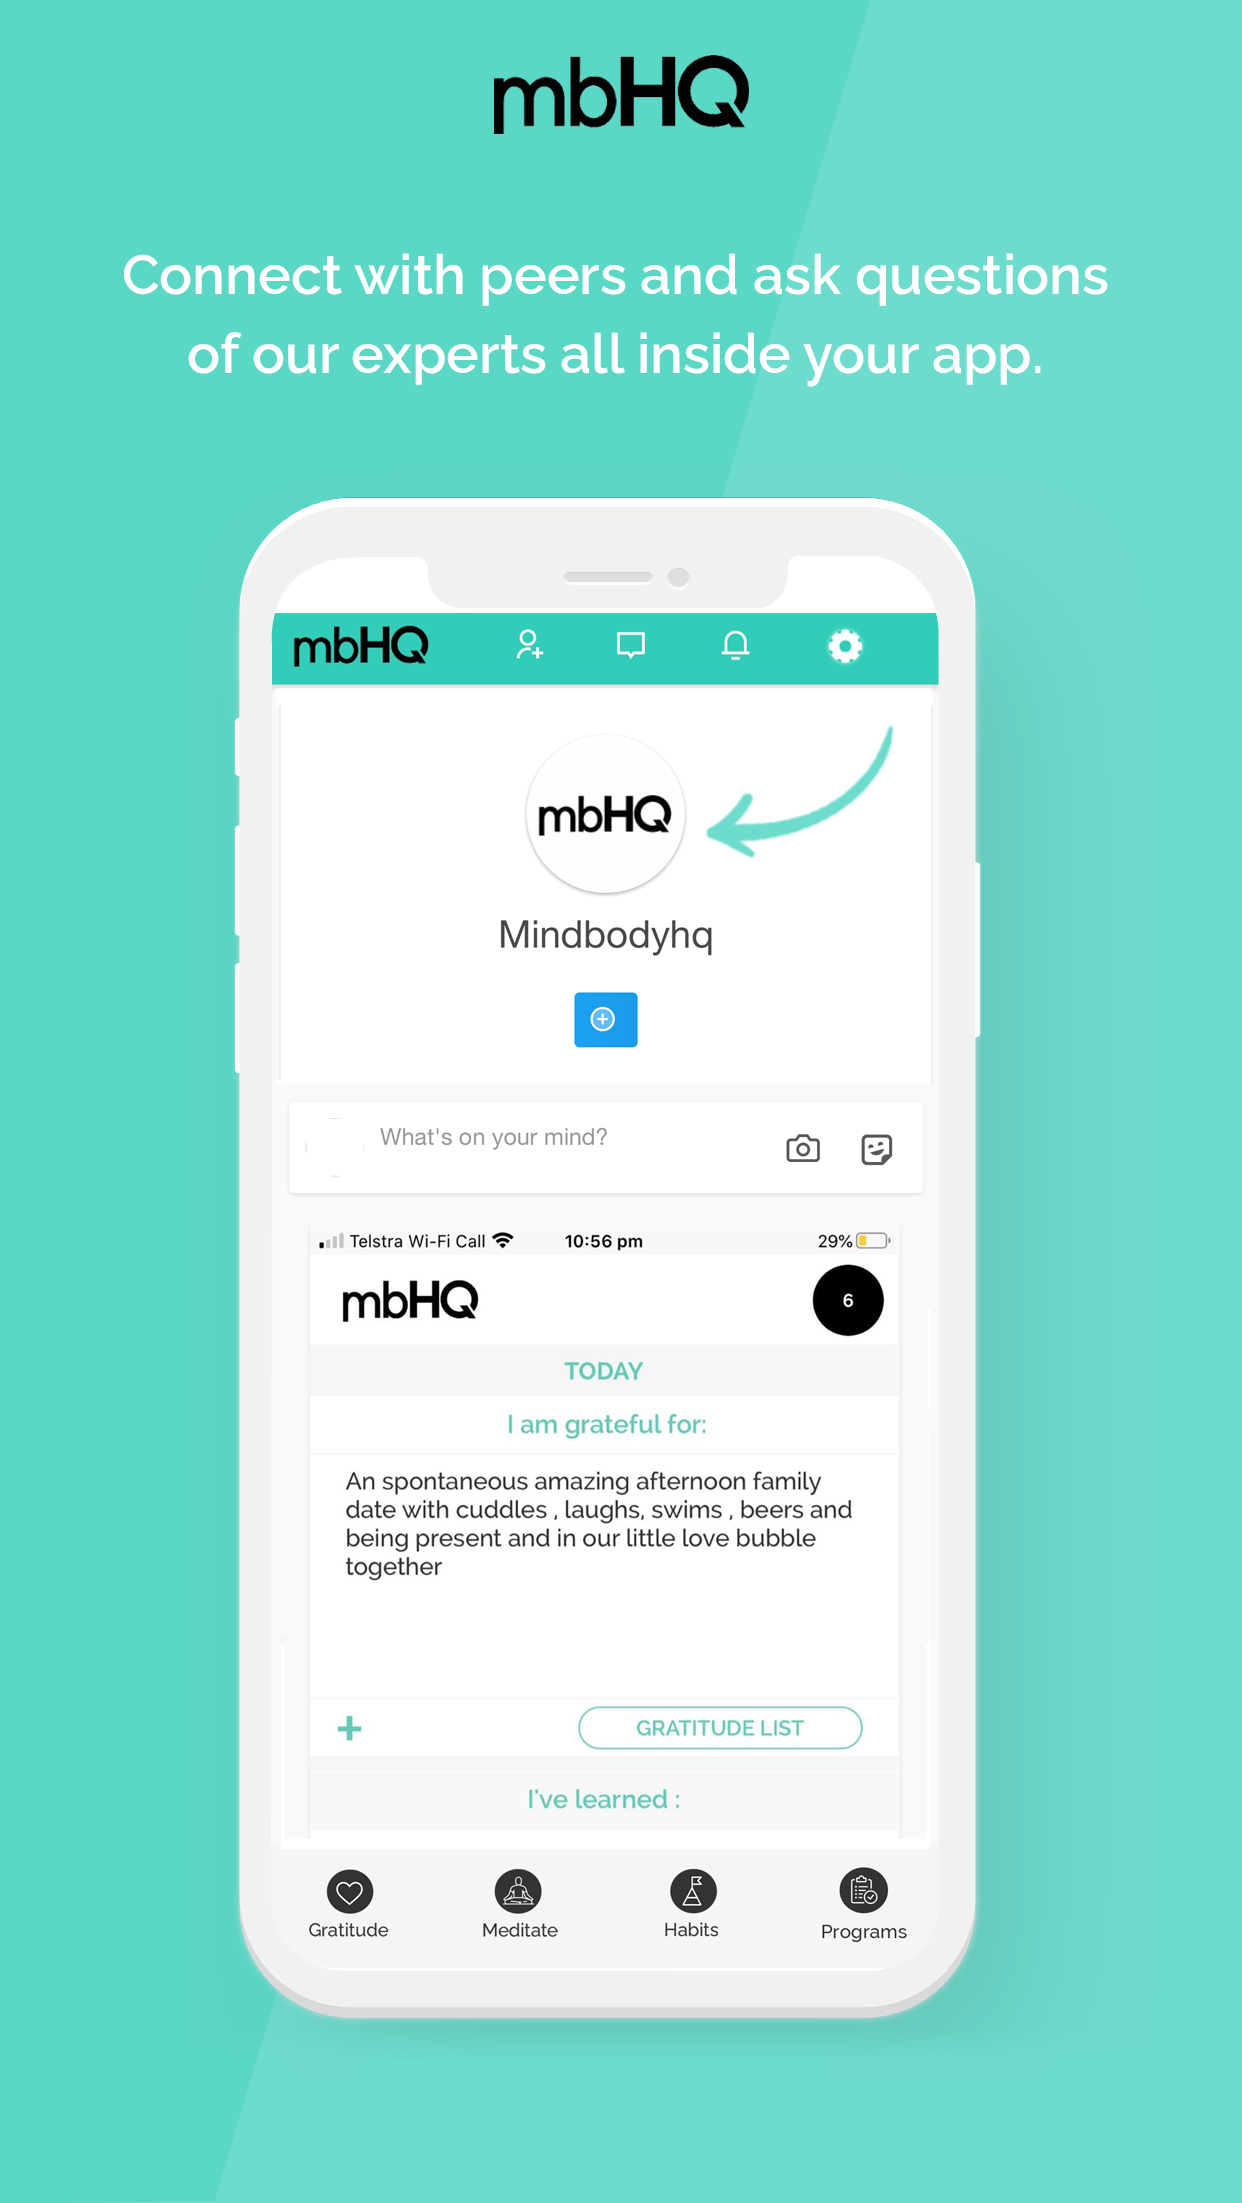 mbHQ
Connect with peers and ask questions
of our experts all inside your app.
mbHQ
mbHQ
Mindbodyhq
What's on your mind?
Telstra Wi-Fi Call 10:56 pm 29%
mbHQ 6
TODAY
I am grateful for:
An spontaneous amazing afternoon family
date with cuddles , laughs, swims , beers and
being present and in our little love bubble
together
+ GRATITUDE LIST
I've learned :
Gratitude Meditate Habits Programs